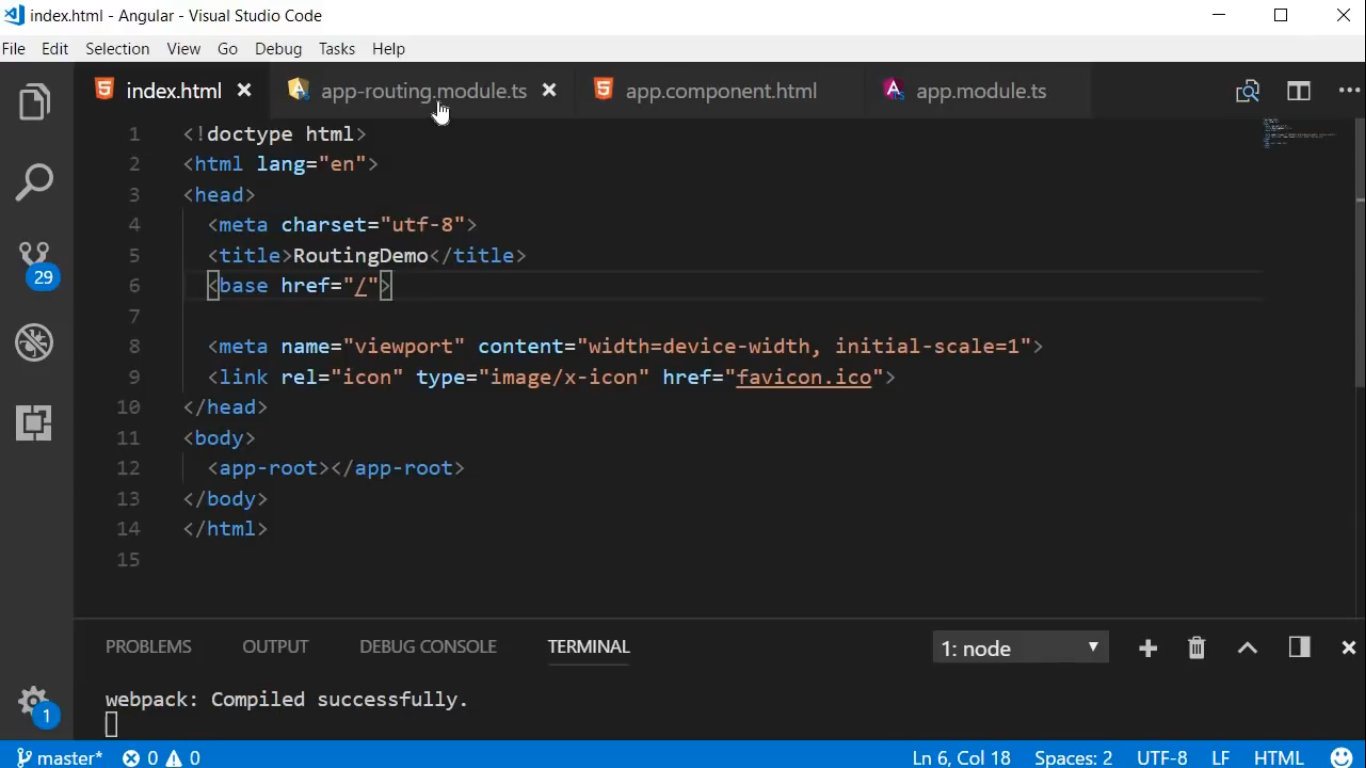 index.html - Angular - Visual Studio Code
File Edit Selection View Go Debug Tasks Help
index.html app-routing.module.ts app.component.html app.module.ts
1 <!doctype html>
2 <html lang="en">
3 <head>
4 <meta charset="utf-8">
5 <title>RoutingDemo</title>
6 <base href="/">
7
8 <meta name="viewport" content="width=device-width, initial-scale=1">
9 <link rel="icon" type="image/x-icon" href="favicon.ico">
10 </head>
11 <body>
12 <app-root></app-root>
13 </body>
14 </html>
15
29
PROBLEMS OUTPUT DEBUG CONSOLE TERMINAL 1: node
webpack: Compiled successfully.
1
master* 0 0 Ln 6, Col 18 Spaces: 2 UTF-8 LF HTML